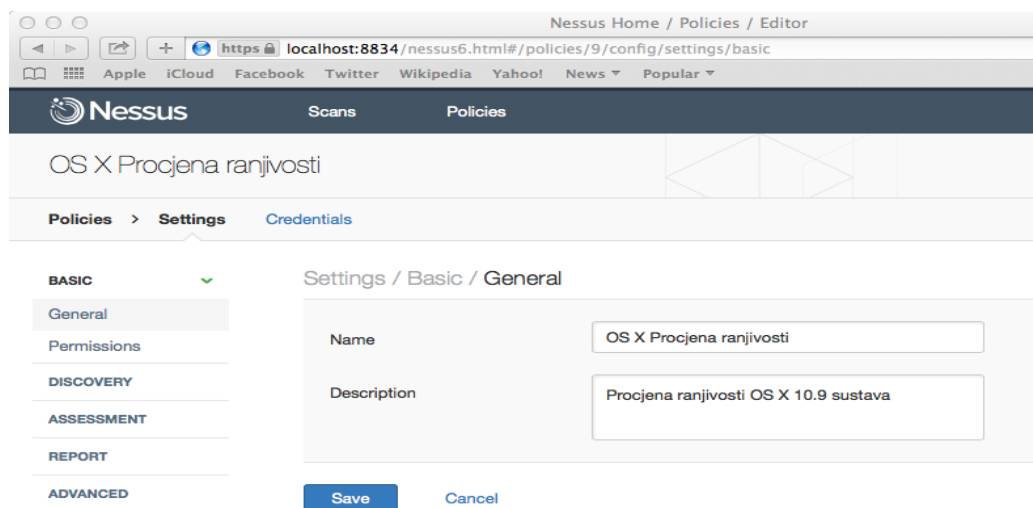 Nessus Home / Policies / Editor
https localhost:8834/nessus6.html#/policies/9/config/settings/basic
Apple iCloud Facebook Twitter Wikipedia Yahoo! News Popular
Nessus Scans Policies
OS X Procjena ranjivosti
Policies > Settings Credentials
BASIC
General
Permissions
DISCOVERY
ASSESSMENT
REPORT
ADVANCED
Settings / Basic / General
Name OS X Procjena ranjivosti
Description Procjena ranjivosti OS X 10.9 sustava
Save Cancel